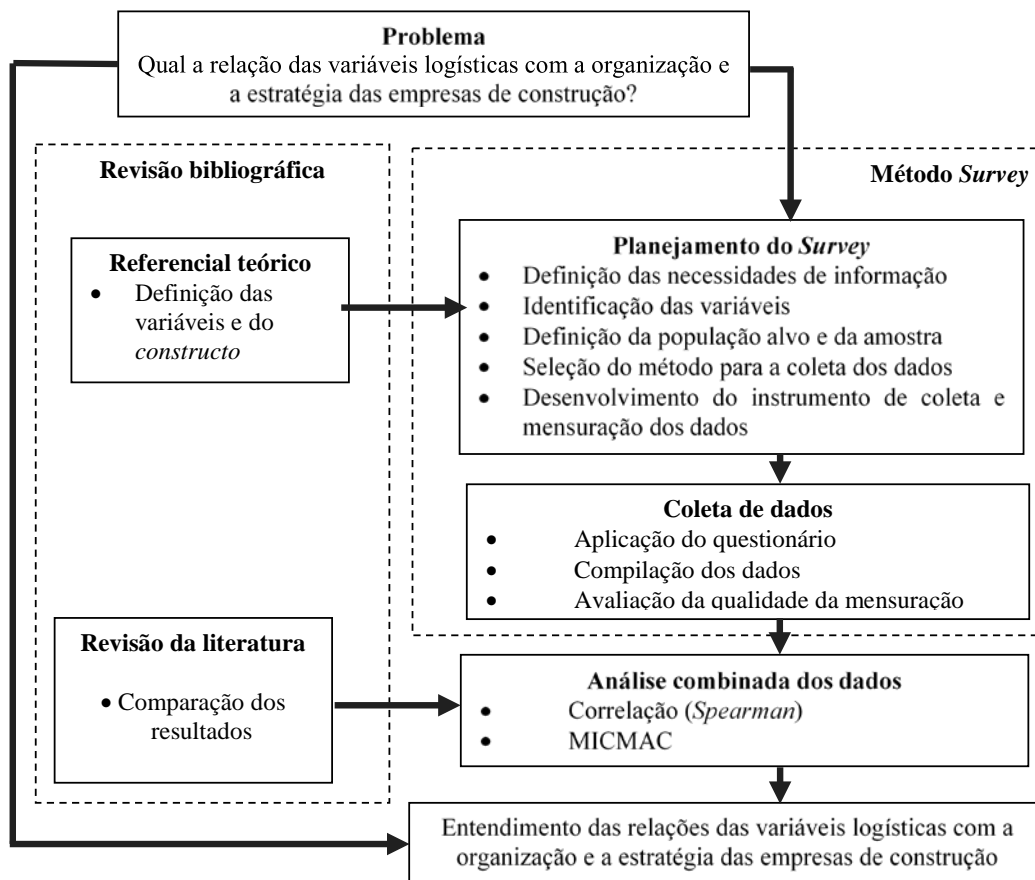 Problema
Qual a relação das variáveis logísticas com a organização e
a estratégia das empresas de construção?
Revisão bibliográfica
Referencial teórico
• Definição das
variáveis e do
constructo
Revisão da literatura
• Comparação dos
resultados
Método Survey
Planejamento do Survey
• Definição das necessidades de informação
• Identificação das variáveis
• Definição da população alvo e da amostra
• Seleção do método para a coleta dos dados
• Desenvolvimento do instrumento de coleta e
mensuração dos dados
Coleta de dados
• Aplicação do questionário
• Compilação dos dados
• Avaliação da qualidade da mensuração
Análise combinada dos dados
• Correlação (Spearman)
• MICMAC
Entendimento das relações das variáveis logísticas com a
organização e a estratégia das empresas de construção